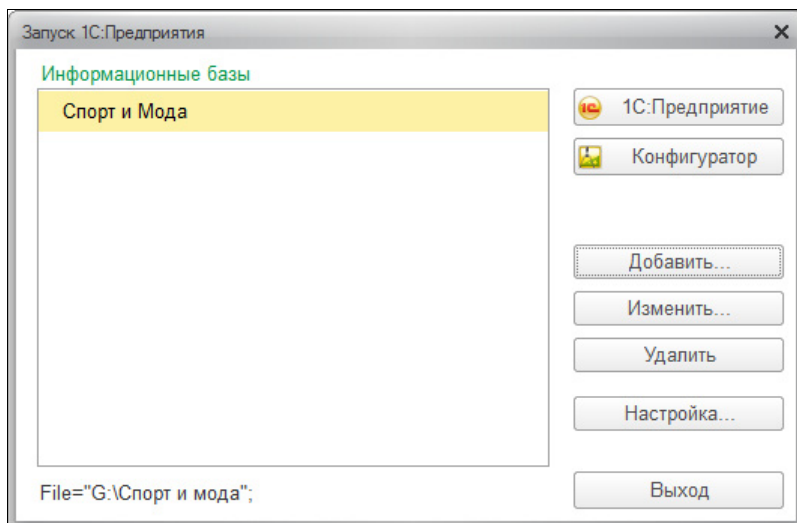 Запуск 1С:Предприятия
Информационные базы
Спорт и Мода
1С:Предприятие
Конфигуратор
Добавить...
Изменить...
Удалить
Настройка...
File="G:\Спорт и мода";
Выход